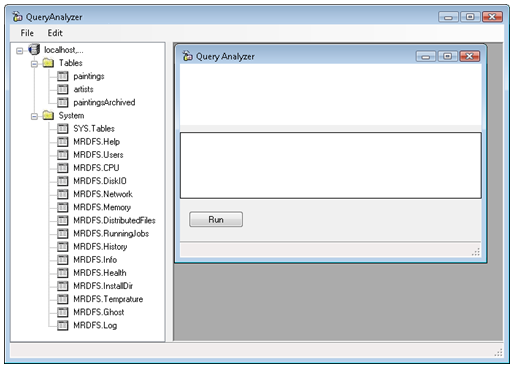 QueryAnalyzer
File Edit
localhost,...
Tables
paintings
artists
paintingsArchived
System
SYS.Tables
MRDFS.Help
MRDFS.Users
MRDFS.CPU
MRDFS.DiskIO
MRDFS.Network
MRDFS.Memory
MRDFS.DistributedFiles
MRDFS.RunningJobs
MRDFS.History
MRDFS.Info
MRDFS.Health
MRDFS.InstallDir
MRDFS.Temprature
MRDFS.Ghost
MRDFS.Log
Query Analyzer
Run